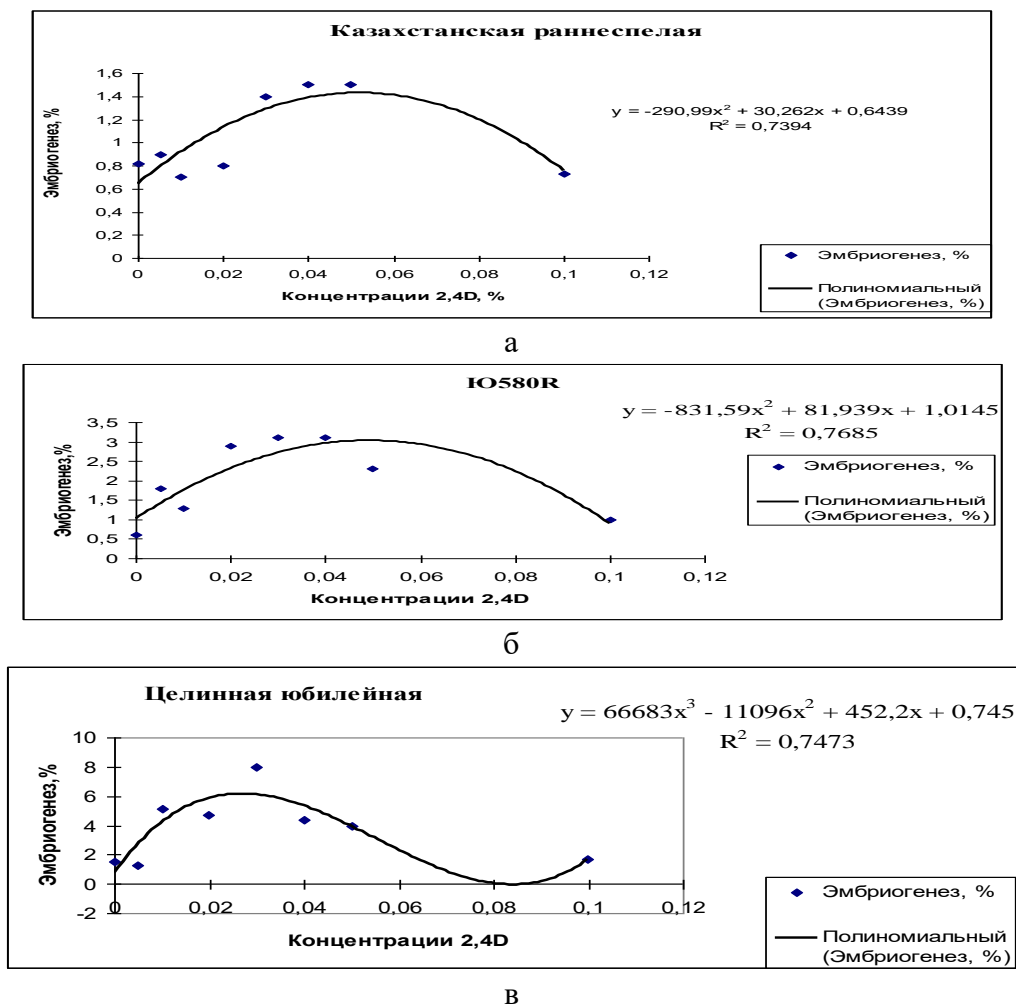 Казахстанская раннеспелая
Эмбриогенез, %
1,6
1,4
1,2
1
0,8
0,6
0,4
0,2
0
0 0,02 0,04 0,06 0,08 0,1 0,12
Концентрации 2,4D, %
y = -290,99x² + 30,262x + 0,6439
R² = 0,7394
Эмбриогенез, %
Полиномиальный
(Эмбриогенез, %)
а
Ю580R
Эмбриогенез,%
3,5
3
2,5
2
1,5
1
0,5
0
0 0,02 0,04 0,06 0,08 0,1 0,12
Концентрации 2,4D
y = -831,59x² + 81,939x + 1,0145
R² = 0,7685
Эмбриогенез, %
Полиномиальный
(Эмбриогенез, %)
б
Целинная юбилейная
Эмбриогенез,%
10
8
6
4
2
0
-2
0 0,02 0,04 0,06 0,08 0,1 0,12
Концентрации 2,4D
y = 66683x³ - 11096x² + 452,2x + 0,745
R² = 0,7473
Эмбриогенез, %
Полиномиальный
(Эмбриогенез, %)
в